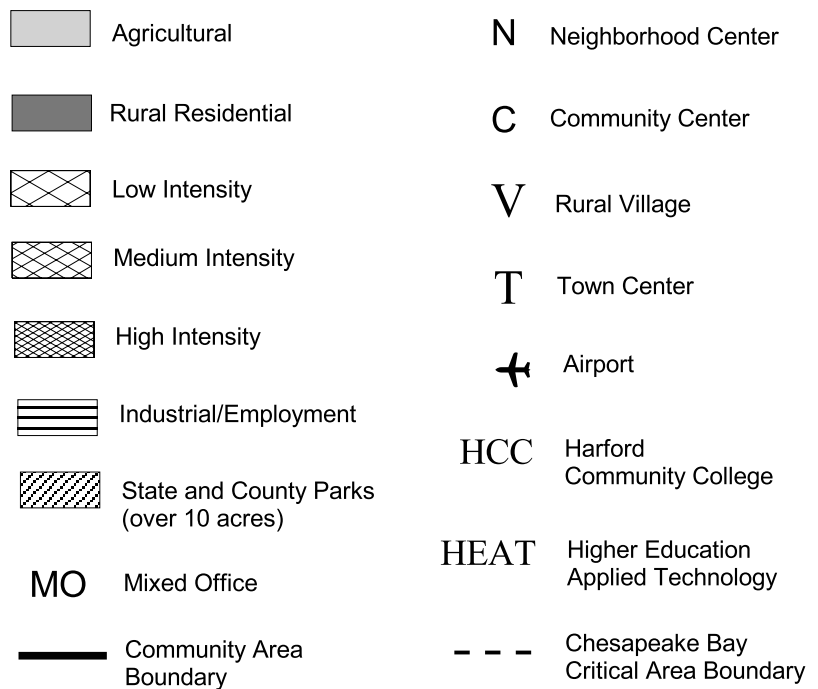 Agricultural
Rural Residential
Low Intensity
Medium Intensity
High Intensity
Industrial/Employment
State and County Parks
(over 10 acres)
MO Mixed Office
Community Area
Boundary
N Neighborhood Center
C Community Center
V Rural Village
T Town Center
Airport
HCC Harford
Community College
HEAT Higher Education
Applied Technology
Chesapeake Bay
Critical Area Boundary